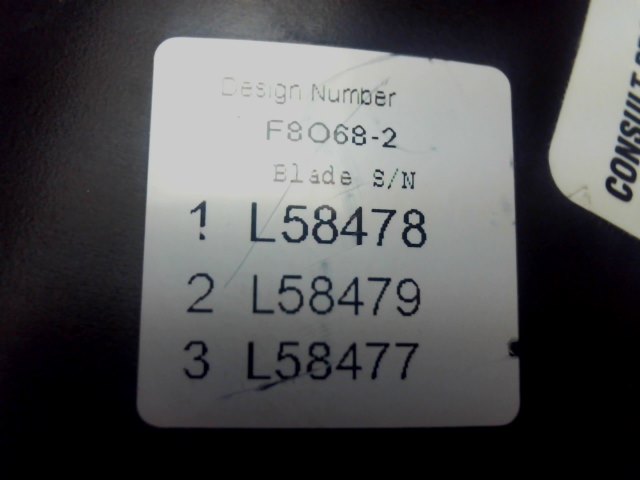 Design Number
F8O68-2
Blade S/N
1 L58478
2 L58479
3 L58477
CONSULT